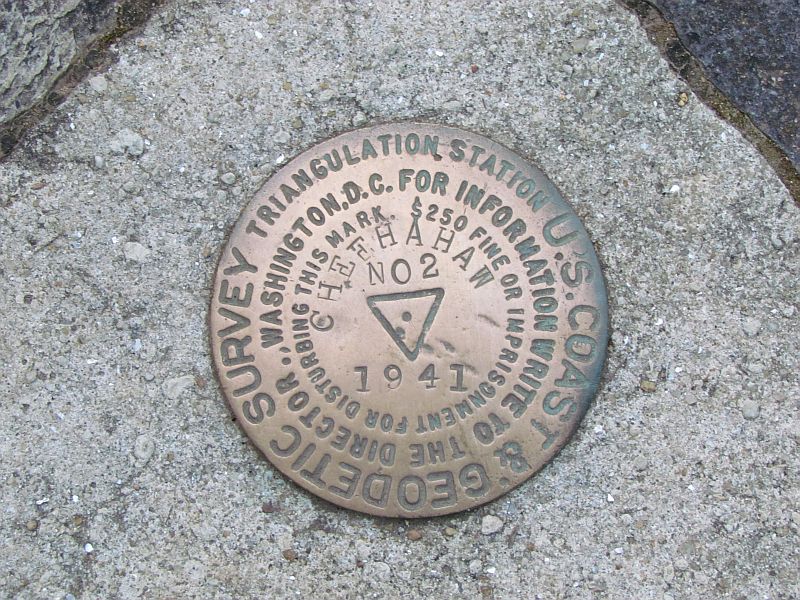 U.S. COAST & GEODETIC SURVEY
TRIANGULATION STATION
FOR INFORMATION WRITE TO THE DIRECTOR, WASHINGTON, D.C.
$250 FINE OR IMPRISONMENT FOR DISTURBING THIS MARK.
CHEEHAHAW
NO 2
1941